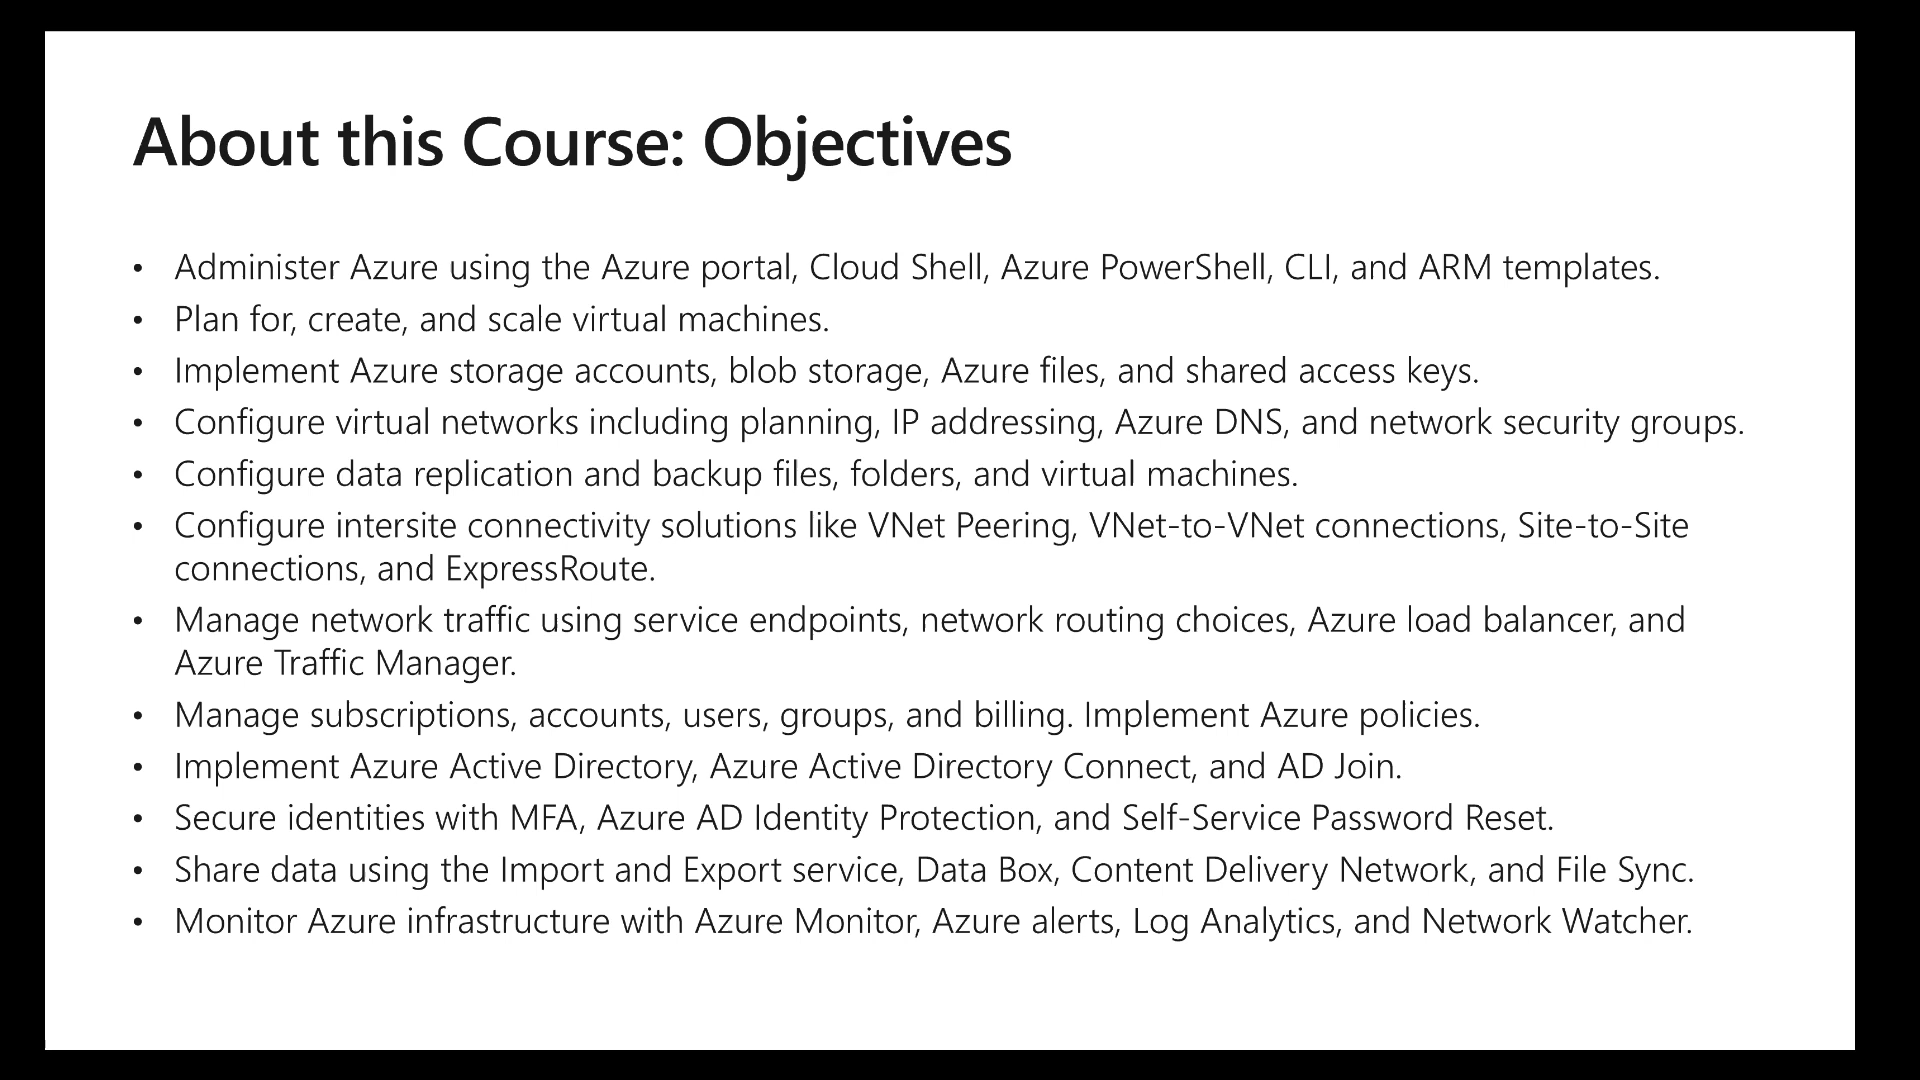 About this Course: Objectives
• Administer Azure using the Azure portal, Cloud Shell, Azure PowerShell, CLI, and ARM templates.
• Plan for, create, and scale virtual machines.
• Implement Azure storage accounts, blob storage, Azure files, and shared access keys.
• Configure virtual networks including planning, IP addressing, Azure DNS, and network security groups.
• Configure data replication and backup files, folders, and virtual machines.
• Configure intersite connectivity solutions like VNet Peering, VNet-to-VNet connections, Site-to-Site
connections, and ExpressRoute.
• Manage network traffic using service endpoints, network routing choices, Azure load balancer, and
Azure Traffic Manager.
• Manage subscriptions, accounts, users, groups, and billing. Implement Azure policies.
• Implement Azure Active Directory, Azure Active Directory Connect, and AD Join.
• Secure identities with MFA, Azure AD Identity Protection, and Self-Service Password Reset.
• Share data using the Import and Export service, Data Box, Content Delivery Network, and File Sync.
• Monitor Azure infrastructure with Azure Monitor, Azure alerts, Log Analytics, and Network Watcher.